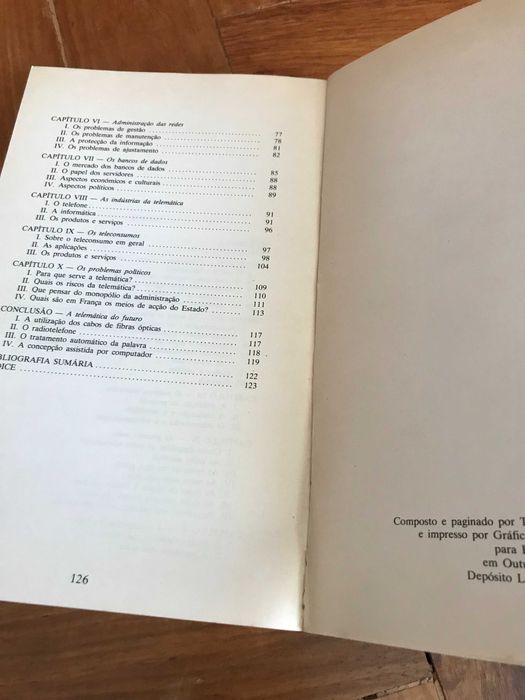 CAPÍTULO VI — Administração das redes
I. Os problemas de gestão ........ 77
II. Os problemas de manutenção ........ 78
III. A protecção da informação ........ 81
IV. Os problemas de ajustamento ........ 82
CAPÍTULO VII — Os bancos de dados
I. O mercado dos bancos de dados ........ 85
II. O papel dos servidores ........ 88
III. Aspectos económicos e culturais ........ 88
IV. Aspectos políticos ........ 89
CAPÍTULO VIII — As indústrias da telemática
I. O telefone ........ 91
II. A informática ........ 91
III. Os produtos e serviços ........ 96
CAPÍTULO IX — Os teleconsumos
I. Sobre o teleconsumo em geral ........ 97
II. As aplicações ........ 98
III. Os produtos e serviços ........ 104
CAPÍTULO X — Os problemas políticos
I. Para que serve a telemática? ........ 109
II. Quais os riscos da telemática? ........ 110
III. Que pensar do monopólio da administração ........ 111
IV. Quais são em França os meios de acção do Estado? ........ 113
CONCLUSÃO — A telemática do futuro
I. A utilização dos cabos de fibras ópticas ........ 117
II. O radiotelefone ........ 117
III. O tratamento automático da palavra ........ 118
IV. A concepção assistida por computador ........ 119
BLIOGRAFIA SUMÁRIA ........ 122
DICE ........ 123
126
Composto e paginado por T
e impresso por Gráfic
para
em Outu
Depósito L